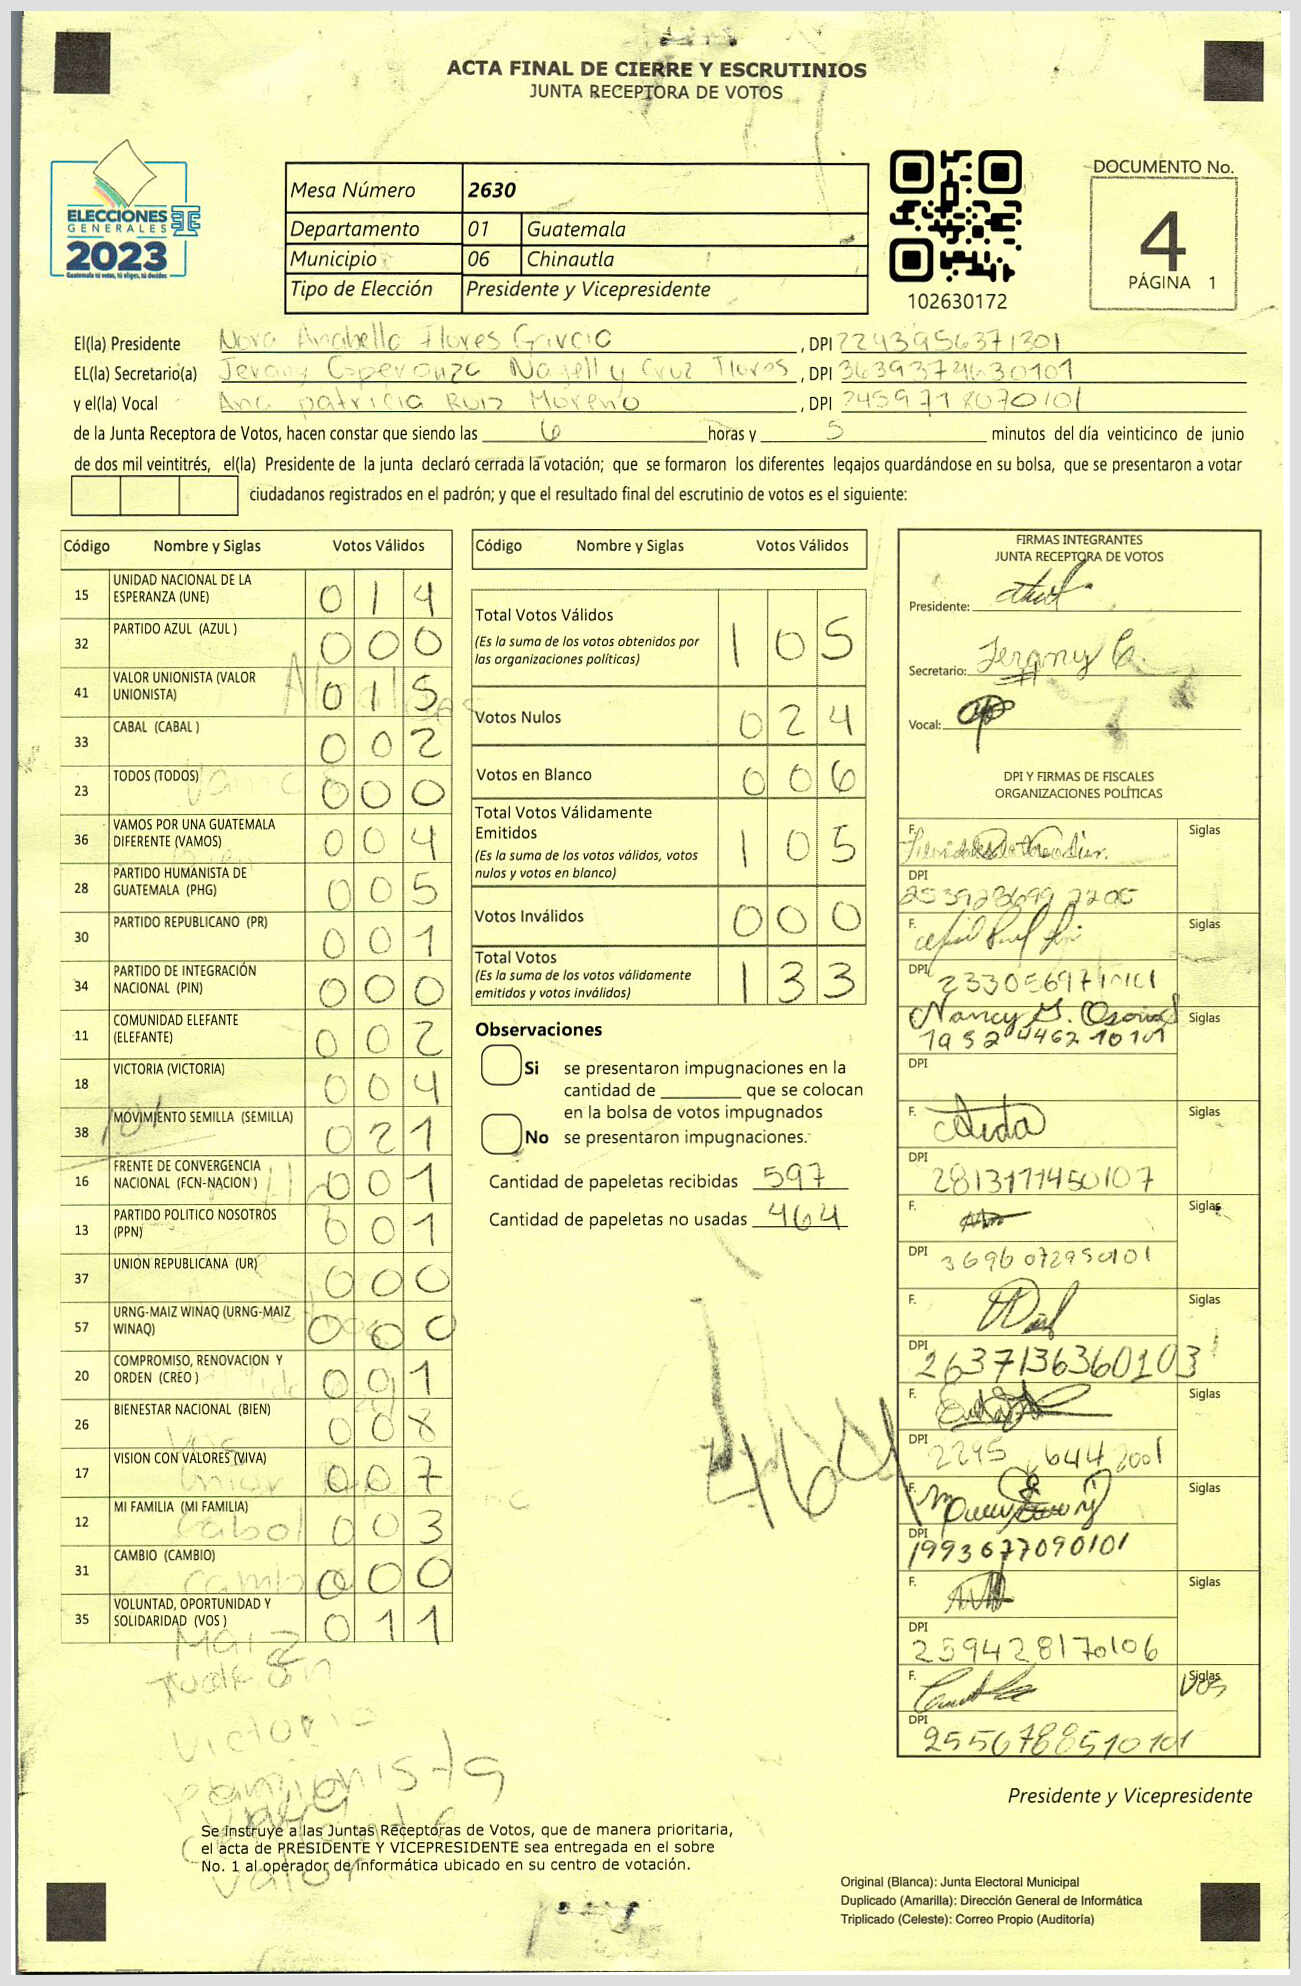 ACTA FINAL DE CIERRE Y ESCRUTINIOS
JUNTA RECEPTORA DE VOTOS
ELECCIONES
GENERALES
2023
Guatemala tú votas, tú eliges, tú decides
Mesa Número 2630
Departamento 01 Guatemala
Municipio 06 Chinautla
Tipo de Elección Presidente y Vicepresidente
102630172
DOCUMENTO No.
4
PÁGINA 1
El(la) Presidente Nora Anabella Flores Garcia , DPI 2243956371301
EL(la) Secretario(a) Jerany Esperanza Nayelly Cruz Flores , DPI 3639374630101
y el(la) Vocal Ana patricia Ruiz Moreno , DPI 2459718070101
de la Junta Receptora de Votos, hacen constar que siendo las 6 horas y 5 minutos del día veinticinco de junio
de dos mil veintitrés, el(la) Presidente de la junta declaró cerrada la votación; que se formaron los diferentes legajos guardándose en su bolsa, que se presentaron a votar
ciudadanos registrados en el padrón; y que el resultado final del escrutinio de votos es el siguiente:
Código Nombre y Siglas Votos Válidos
15 UNIDAD NACIONAL DE LA ESPERANZA (UNE) 0 1 4
32 PARTIDO AZUL (AZUL ) 0 0 0
41 VALOR UNIONISTA (VALOR UNIONISTA) 0 1 5
33 CABAL (CABAL ) 0 0 2
23 TODOS (TODOS) 0 0 0
36 VAMOS POR UNA GUATEMALA DIFERENTE (VAMOS) 0 0 4
28 PARTIDO HUMANISTA DE GUATEMALA (PHG) 0 0 5
30 PARTIDO REPUBLICANO (PR) 0 0 1
34 PARTIDO DE INTEGRACIÓN NACIONAL (PIN) 0 0 0
11 COMUNIDAD ELEFANTE (ELEFANTE) 0 0 2
18 VICTORIA (VICTORIA) 0 0 4
38 MOVIMIENTO SEMILLA (SEMILLA) 0 2 1
16 FRENTE DE CONVERGENCIA NACIONAL (FCN-NACION ) 0 0 1
13 PARTIDO POLITICO NOSOTROS (PPN) 0 0 1
37 UNION REPUBLICANA (UR) 0 0 0
57 URNG-MAIZ WINAQ (URNG-MAIZ WINAQ) 0 0 0
20 COMPROMISO, RENOVACION Y ORDEN (CREO ) 0 0 1
26 BIENESTAR NACIONAL (BIEN) 0 0 8
17 VISION CON VALORES (VIVA) 0 0 7
12 MI FAMILIA (MI FAMILIA) 0 0 3
31 CAMBIO (CAMBIO) 0 0 0
35 VOLUNTAD, OPORTUNIDAD Y SOLIDARIDAD (VOS ) 0 1 1
Maiz
Victoria
Valor
Código Nombre y Siglas Votos Válidos
Total Votos Válidos 1 0 5
(Es la suma de los votos obtenidos por
las organizaciones políticas)
Votos Nulos 0 2 4
Votos en Blanco 0 0 6
Total Votos Válidamente
Emitidos 1 0 5
(Es la suma de los votos válidos, votos
nulos y votos en blanco)
Votos Inválidos 0 0 0
Total Votos 1 3 3
(Es la suma de los votos válidamente
emitidos y votos inválidos)
Observaciones
Si se presentaron impugnaciones en la
cantidad de ________ que se colocan
en la bolsa de votos impugnados
No se presentaron impugnaciones.
Cantidad de papeletas recibidas 597
Cantidad de papeletas no usadas 464
464
FIRMAS INTEGRANTES
JUNTA RECEPTORA DE VOTOS
Presidente:
Secretario: Jerany C.
Vocal:
DPI Y FIRMAS DE FISCALES
ORGANIZACIONES POLÍTICAS
F. Siglas
DPI
F. Siglas
DPI
Nancy G. Osorio Siglas
1952446210101
DPI
F. Aida Siglas
DPI 2813171450107
F. Siglas
DPI 3696072950101
F. Siglas
DPI 2637136360103
F. Siglas
DPI 2295 644 2001
F. Siglas
DPI 1993677090101
F. Siglas
DPI 259428170106
F. Siglas VOS
DPI 2556788510101
Presidente y Vicepresidente
Se instruye a las Juntas Receptoras de Votos, que de manera prioritaria,
el acta de PRESIDENTE Y VICEPRESIDENTE sea entregada en el sobre
No. 1 al operador de informática ubicado en su centro de votación.
Original (Blanca): Junta Electoral Municipal
Duplicado (Amarilla): Dirección General de Informática
Triplicado (Celeste): Correo Propio (Auditoría)